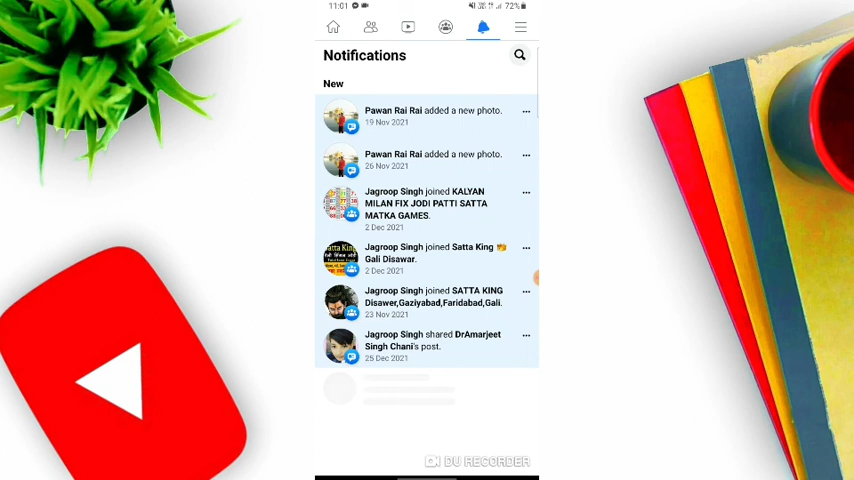 11:01
72%
Notifications
New
Pawan Rai Rai added a new photo.
19 Nov 2021
Pawan Rai Rai added a new photo.
26 Nov 2021
Jagroop Singh joined KALYAN
MILAN FIX JODI PATTI SATTA
MATKA GAMES.
2 Dec 2021
Jagroop Singh joined Satta King
Gali Disawar.
2 Dec 2021
Jagroop Singh joined SATTA KING
Disawer,Gaziyabad,Faridabad,Gali.
23 Nov 2021
Jagroop Singh shared DrAmarjeet
Singh Chani's post.
25 Dec 2021
DU RECORDER